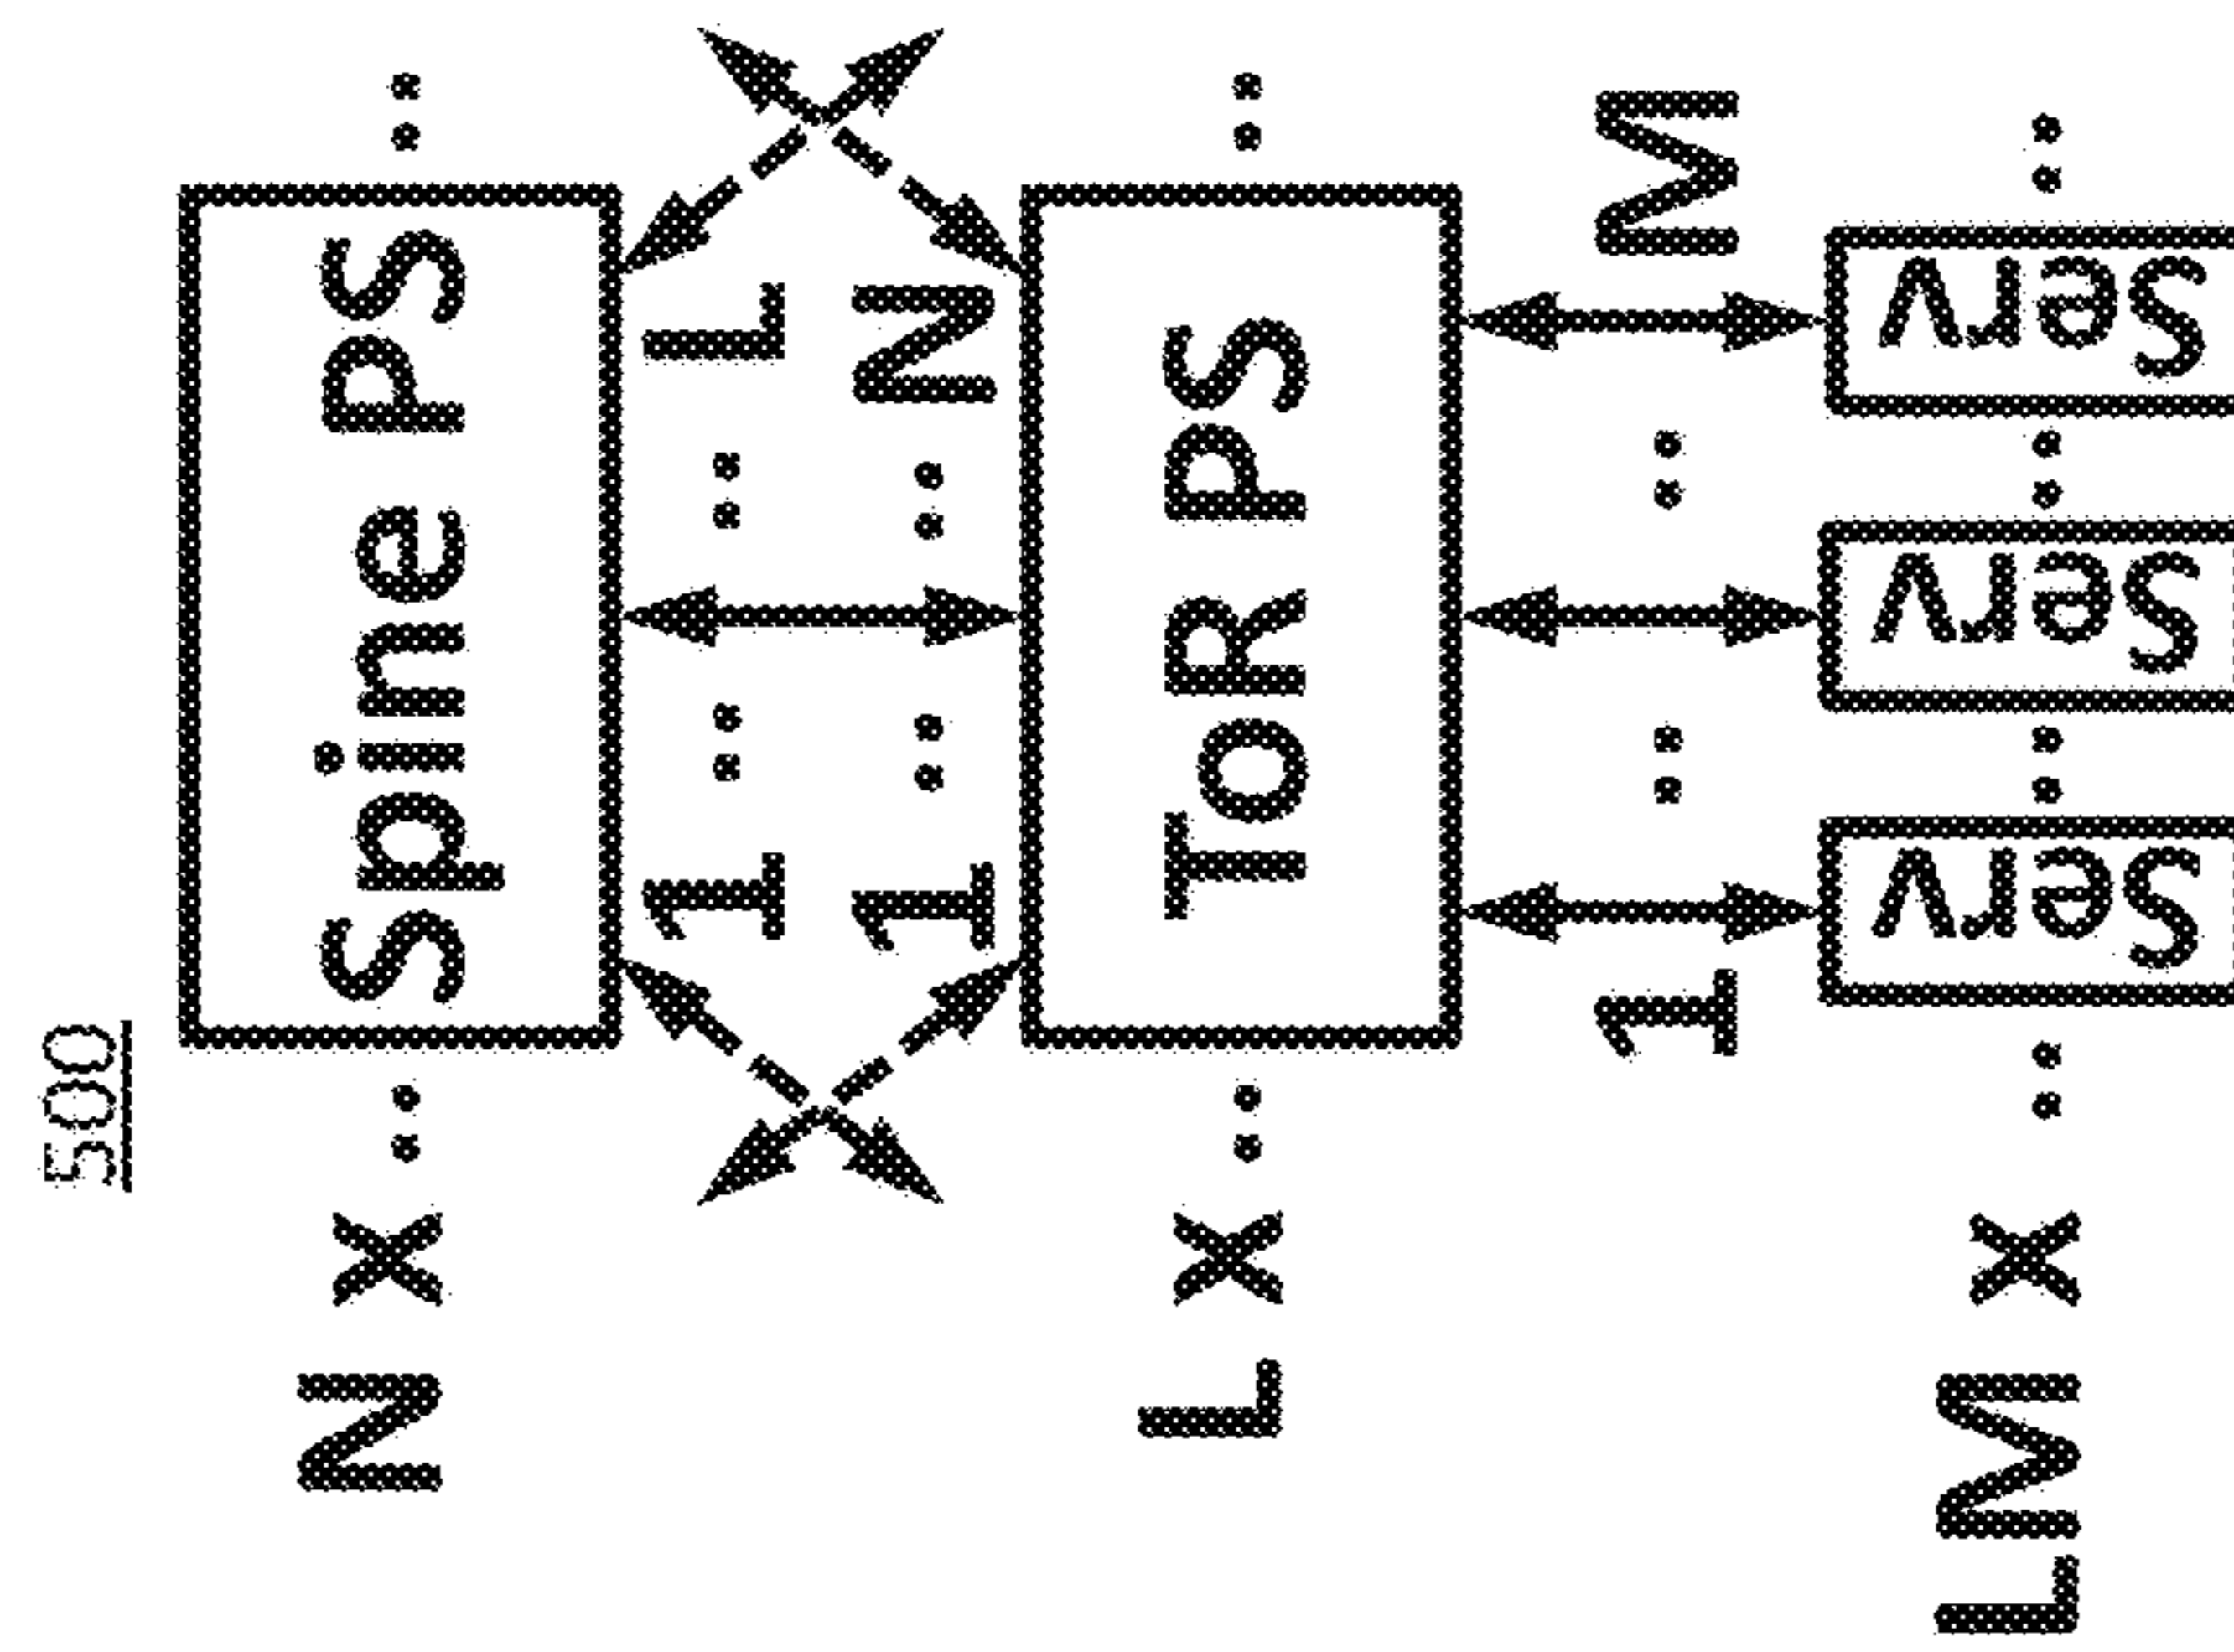 500
N x .. Spine PS ..
1 .. .. L
1 .. .. N
L x .. ToR PS ..
1 .. .. M
LM x .. Serv .. Serv .. Serv ..